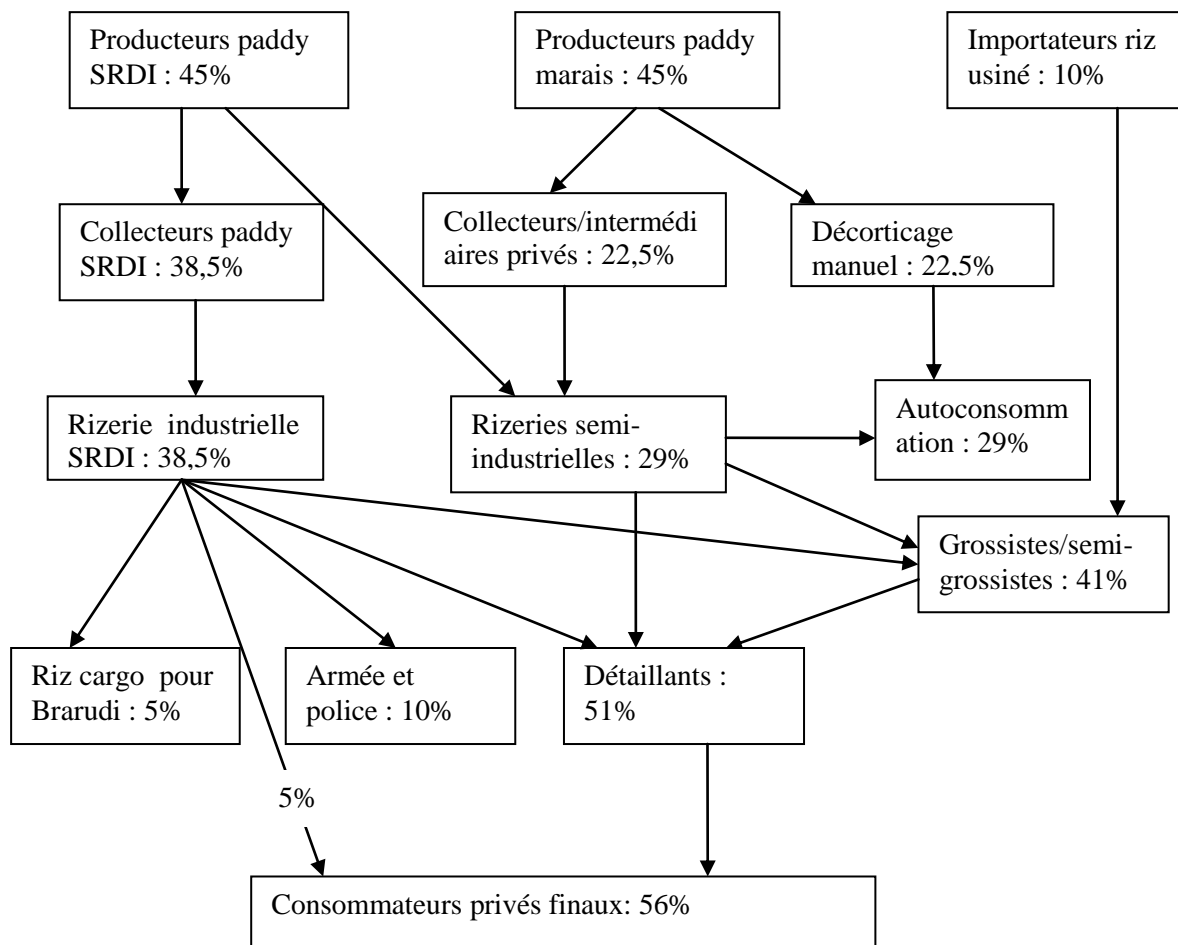 Producteurs paddy
SRDI : 45%
Producteurs paddy
marais : 45%
Importateurs riz
usiné : 10%
Collecteurs paddy
SRDI : 38,5%
Collecteurs/intermédi
aires privés : 22,5%
Décorticage
manuel : 22,5%
Rizerie industrielle
SRDI : 38,5%
Rizeries semi-
industrielles : 29%
Autoconsomm
ation : 29%
Grossistes/semi-
grossistes : 41%
Riz cargo pour
Brarudi : 5%
Armée et
police : 10%
Détaillants :
51%
5%
Consommateurs privés finaux: 56%